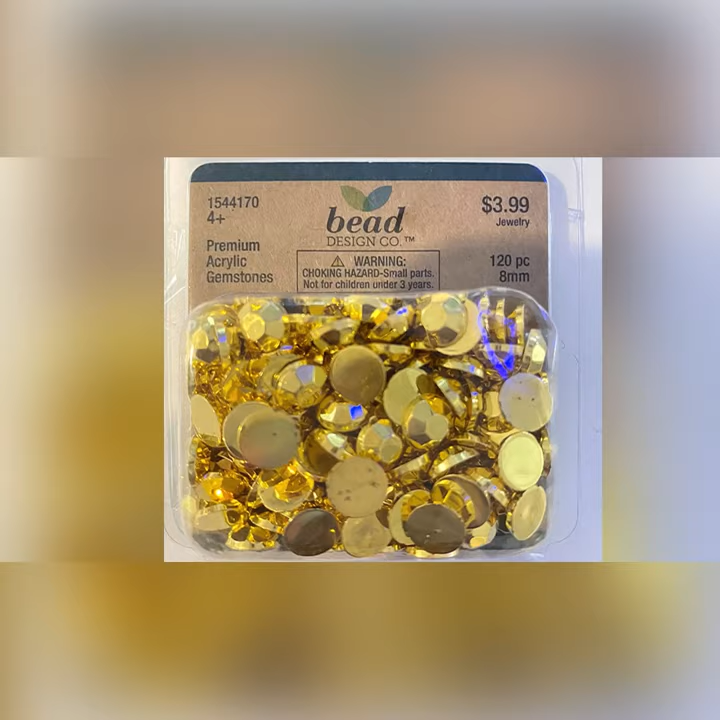 1544170
4+
Premium
Acrylic
Gemstones
bead
DESIGN CO.™
⚠ WARNING:
CHOKING HAZARD-Small parts.
Not for children under 3 years.
$3.99
Jewelry
120 pc
8mm